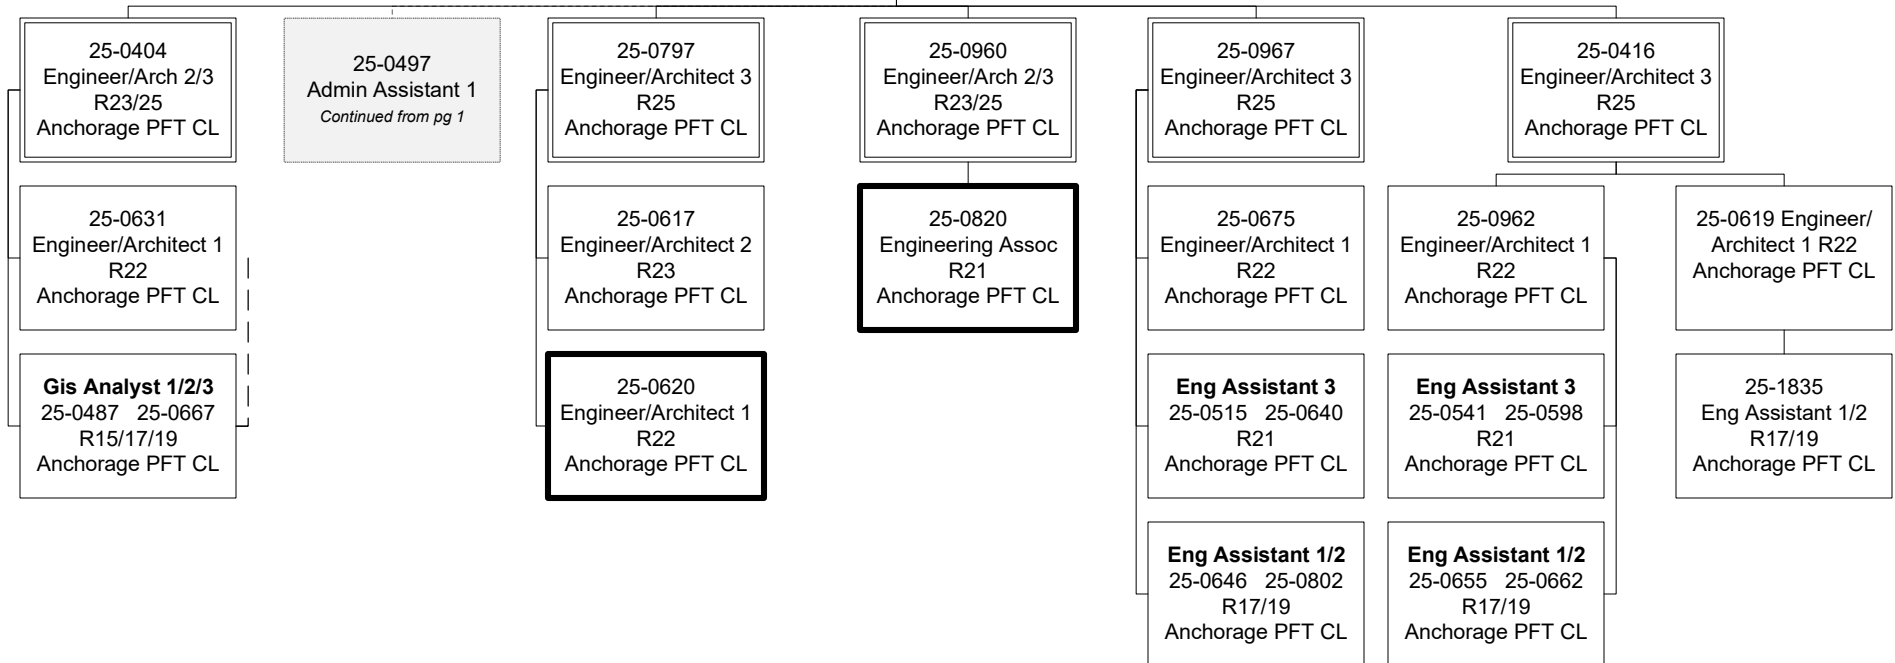 25-0404
Engineer/Arch 2/3
R23/25
Anchorage PFT CL
25-0497
Admin Assistant 1
Continued from pg 1
25-0797
Engineer/Architect 3
R25
Anchorage PFT CL
25-0960
Engineer/Arch 2/3
R23/25
Anchorage PFT CL
25-0967
Engineer/Architect 3
R25
Anchorage PFT CL
25-0416
Engineer/Architect 3
R25
Anchorage PFT CL
25-0631
Engineer/Architect 1
R22
Anchorage PFT CL
25-0617
Engineer/Architect 2
R23
Anchorage PFT CL
25-0820
Engineering Assoc
R21
Anchorage PFT CL
25-0675
Engineer/Architect 1
R22
Anchorage PFT CL
25-0962
Engineer/Architect 1
R22
Anchorage PFT CL
25-0619 Engineer/
Architect 1 R22
Anchorage PFT CL
Gis Analyst 1/2/3
25-0487 25-0667
R15/17/19
Anchorage PFT CL
25-0620
Engineer/Architect 1
R22
Anchorage PFT CL
Eng Assistant 3
25-0515 25-0640
R21
Anchorage PFT CL
Eng Assistant 3
25-0541 25-0598
R21
Anchorage PFT CL
25-1835
Eng Assistant 1/2
R17/19
Anchorage PFT CL
Eng Assistant 1/2
25-0646 25-0802
R17/19
Anchorage PFT CL
Eng Assistant 1/2
25-0655 25-0662
R17/19
Anchorage PFT CL